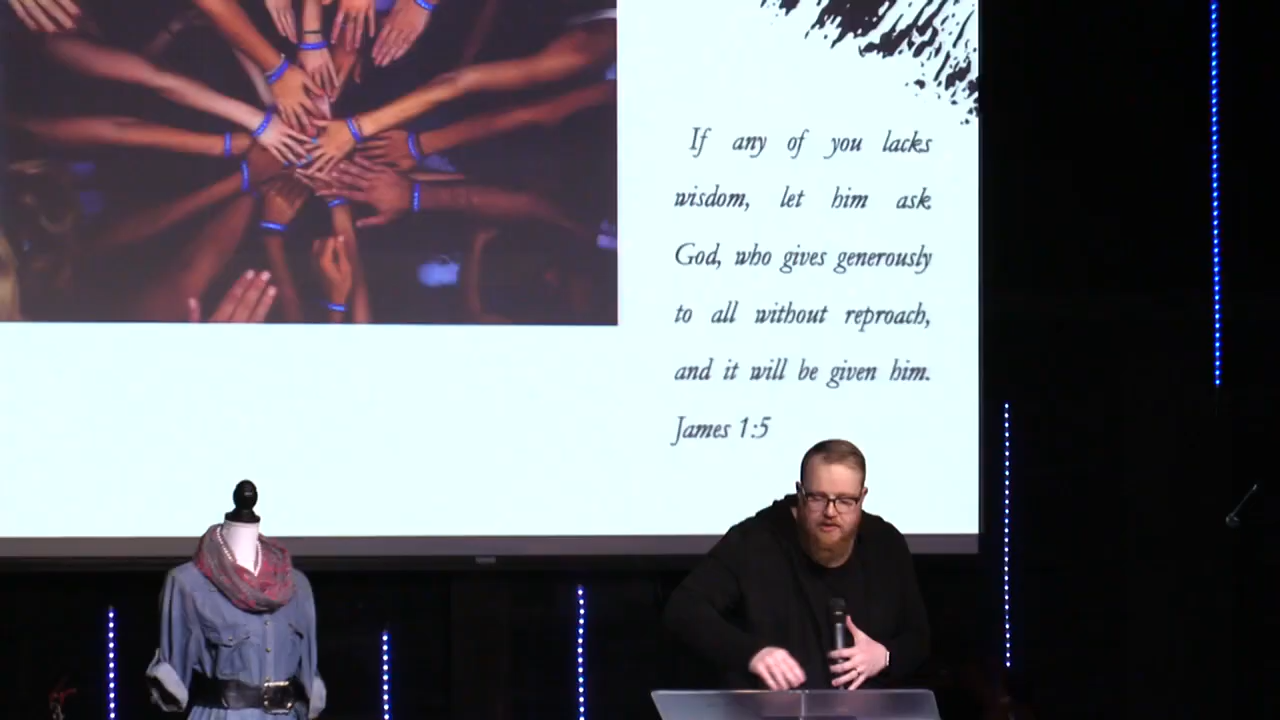 If any of you lacks
wisdom, let him ask
God, who gives generously
to all without reproach,
and it will be given him.
James 1:5